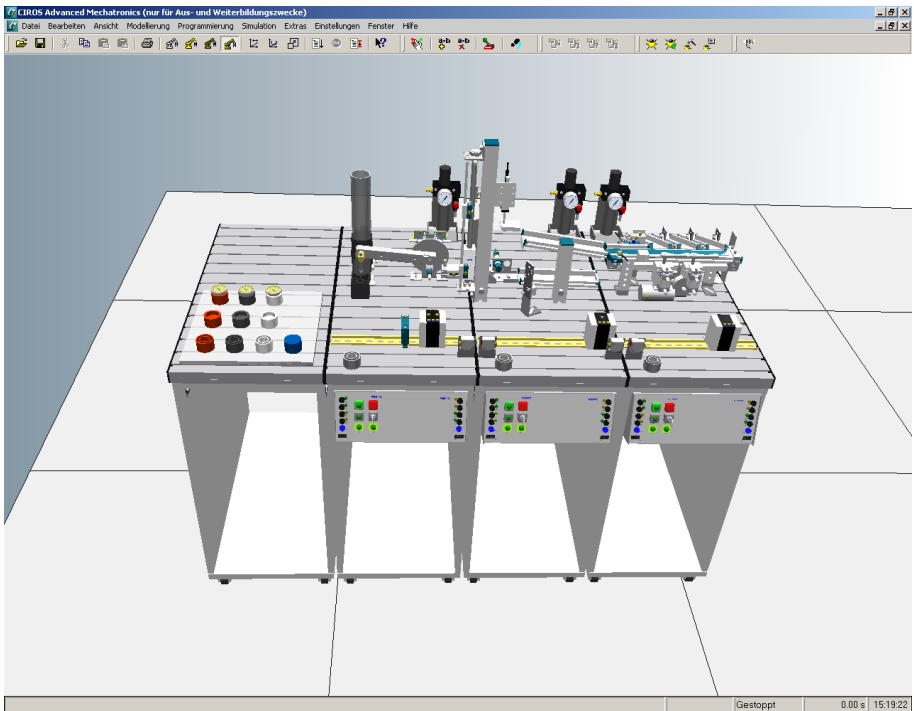 CIROS Advanced Mechatronics (nur für Aus- und Weiterbildungszwecke)
Datei Bearbeiten Ansicht Modellierung Programmierung Simulation Extras Einstellungen Fenster Hilfe
a-b a-b
Gestoppt 0.00 s 15:19:22